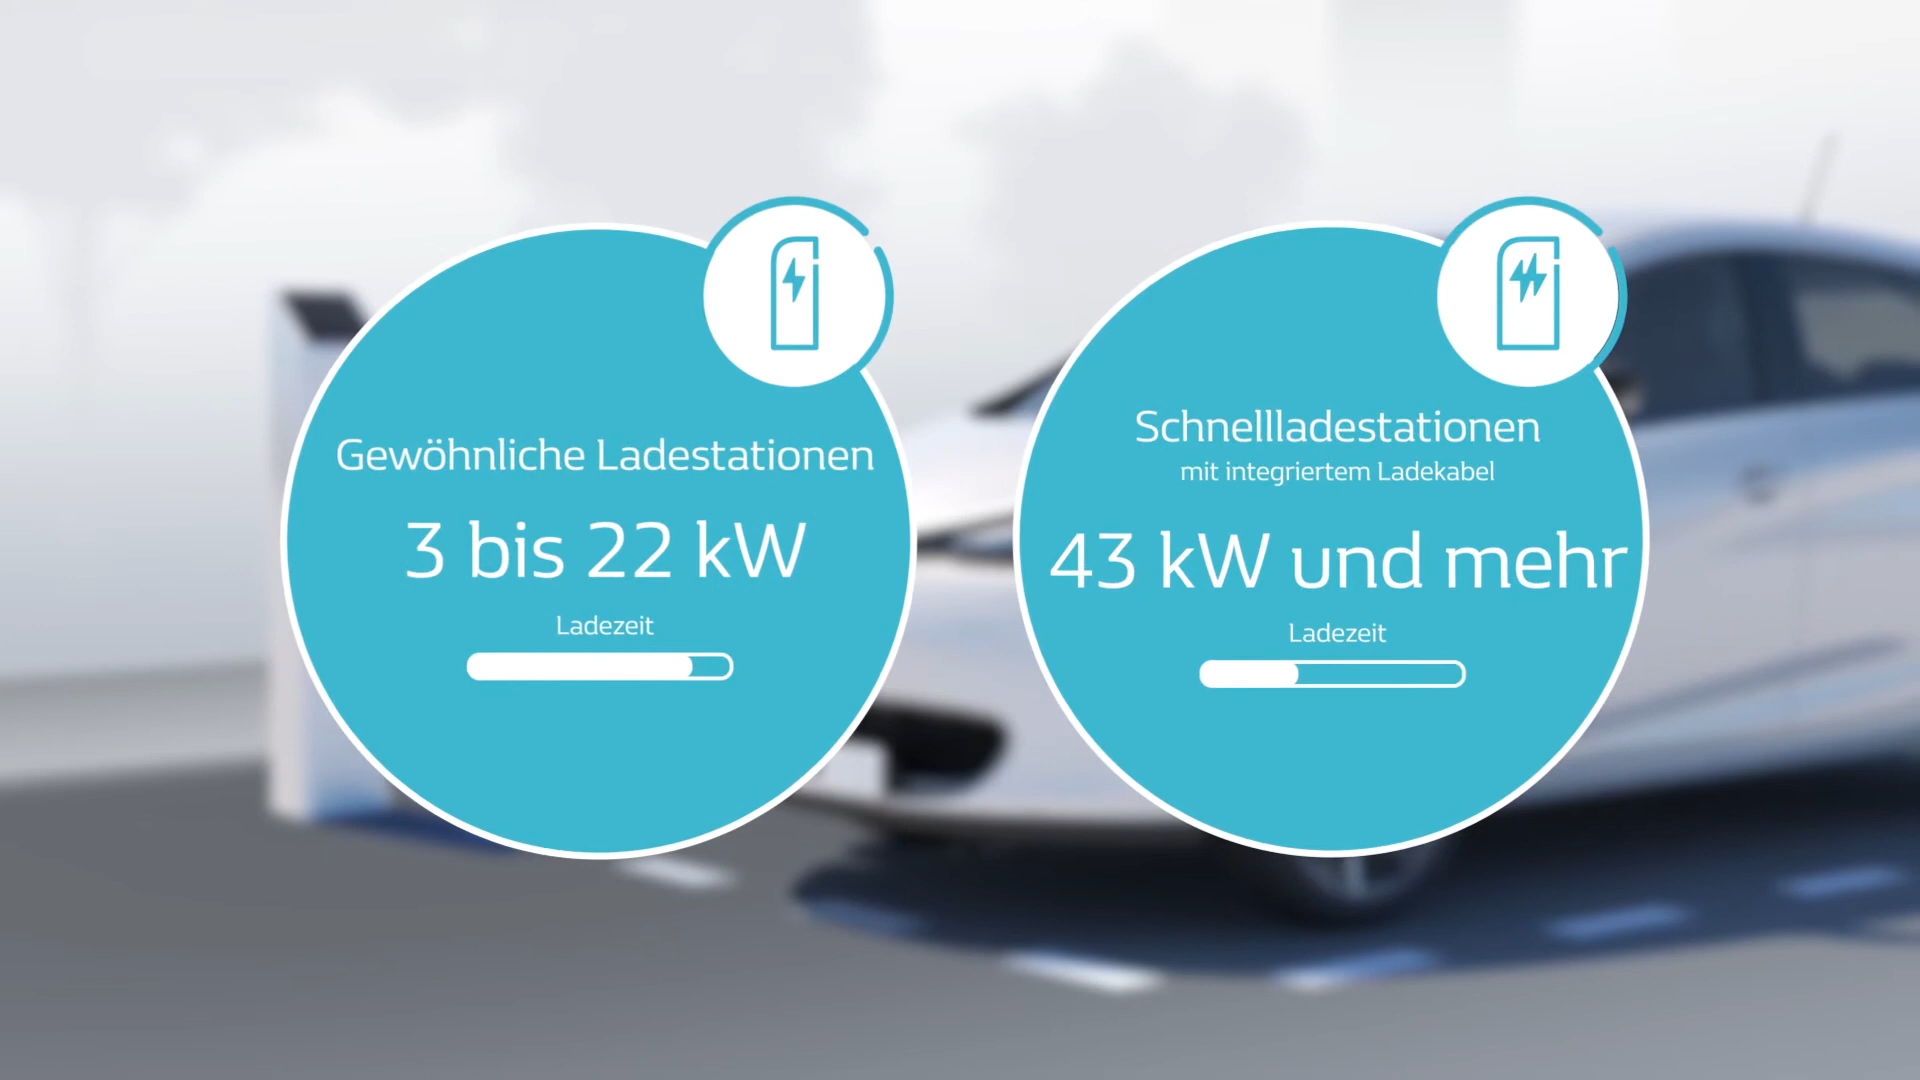 Gewöhnliche Ladestationen
3 bis 22 kW
Ladezeit
Schnellladestationen
mit integriertem Ladekabel
43 kW und mehr
Ladezeit